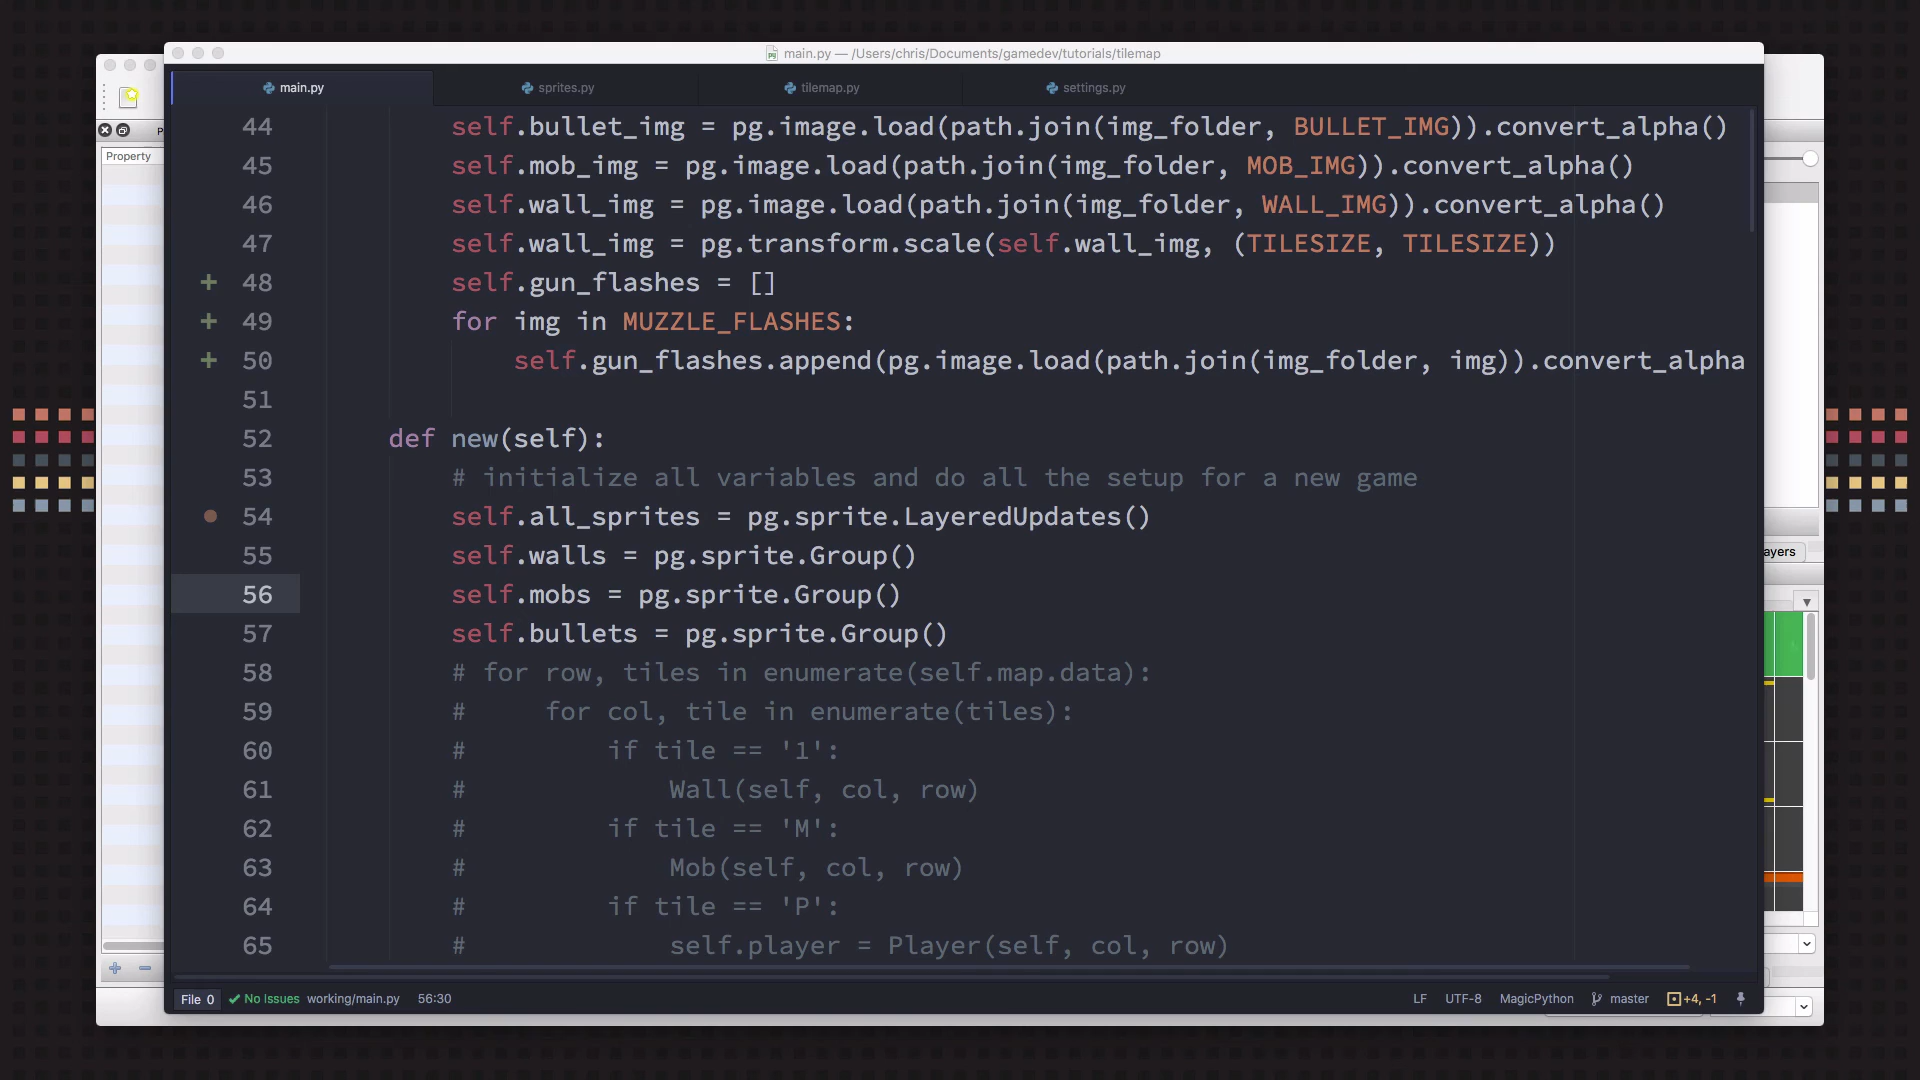 main.py — /Users/chris/Documents/gamedev/tutorials/tilemap
main.py sprites.py tilemap.py settings.py
Property
44 self.bullet_img = pg.image.load(path.join(img_folder, BULLET_IMG)).convert_alpha()
45 self.mob_img = pg.image.load(path.join(img_folder, MOB_IMG)).convert_alpha()
46 self.wall_img = pg.image.load(path.join(img_folder, WALL_IMG)).convert_alpha()
47 self.wall_img = pg.transform.scale(self.wall_img, (TILESIZE, TILESIZE))
+ 48 self.gun_flashes = []
+ 49 for img in MUZZLE_FLASHES:
+ 50 self.gun_flashes.append(pg.image.load(path.join(img_folder, img)).convert_alpha
51
52 def new(self):
53 # initialize all variables and do all the setup for a new game
54 self.all_sprites = pg.sprite.LayeredUpdates()
55 self.walls = pg.sprite.Group()
56 self.mobs = pg.sprite.Group()
57 self.bullets = pg.sprite.Group()
58 # for row, tiles in enumerate(self.map.data):
59 # for col, tile in enumerate(tiles):
60 # if tile == '1':
61 # Wall(self, col, row)
62 # if tile == 'M':
63 # Mob(self, col, row)
64 # if tile == 'P':
65 # self.player = Player(self, col, row)
ayers
File 0 No Issues working/main.py 56:30 LF UTF-8 MagicPython master +4, -1